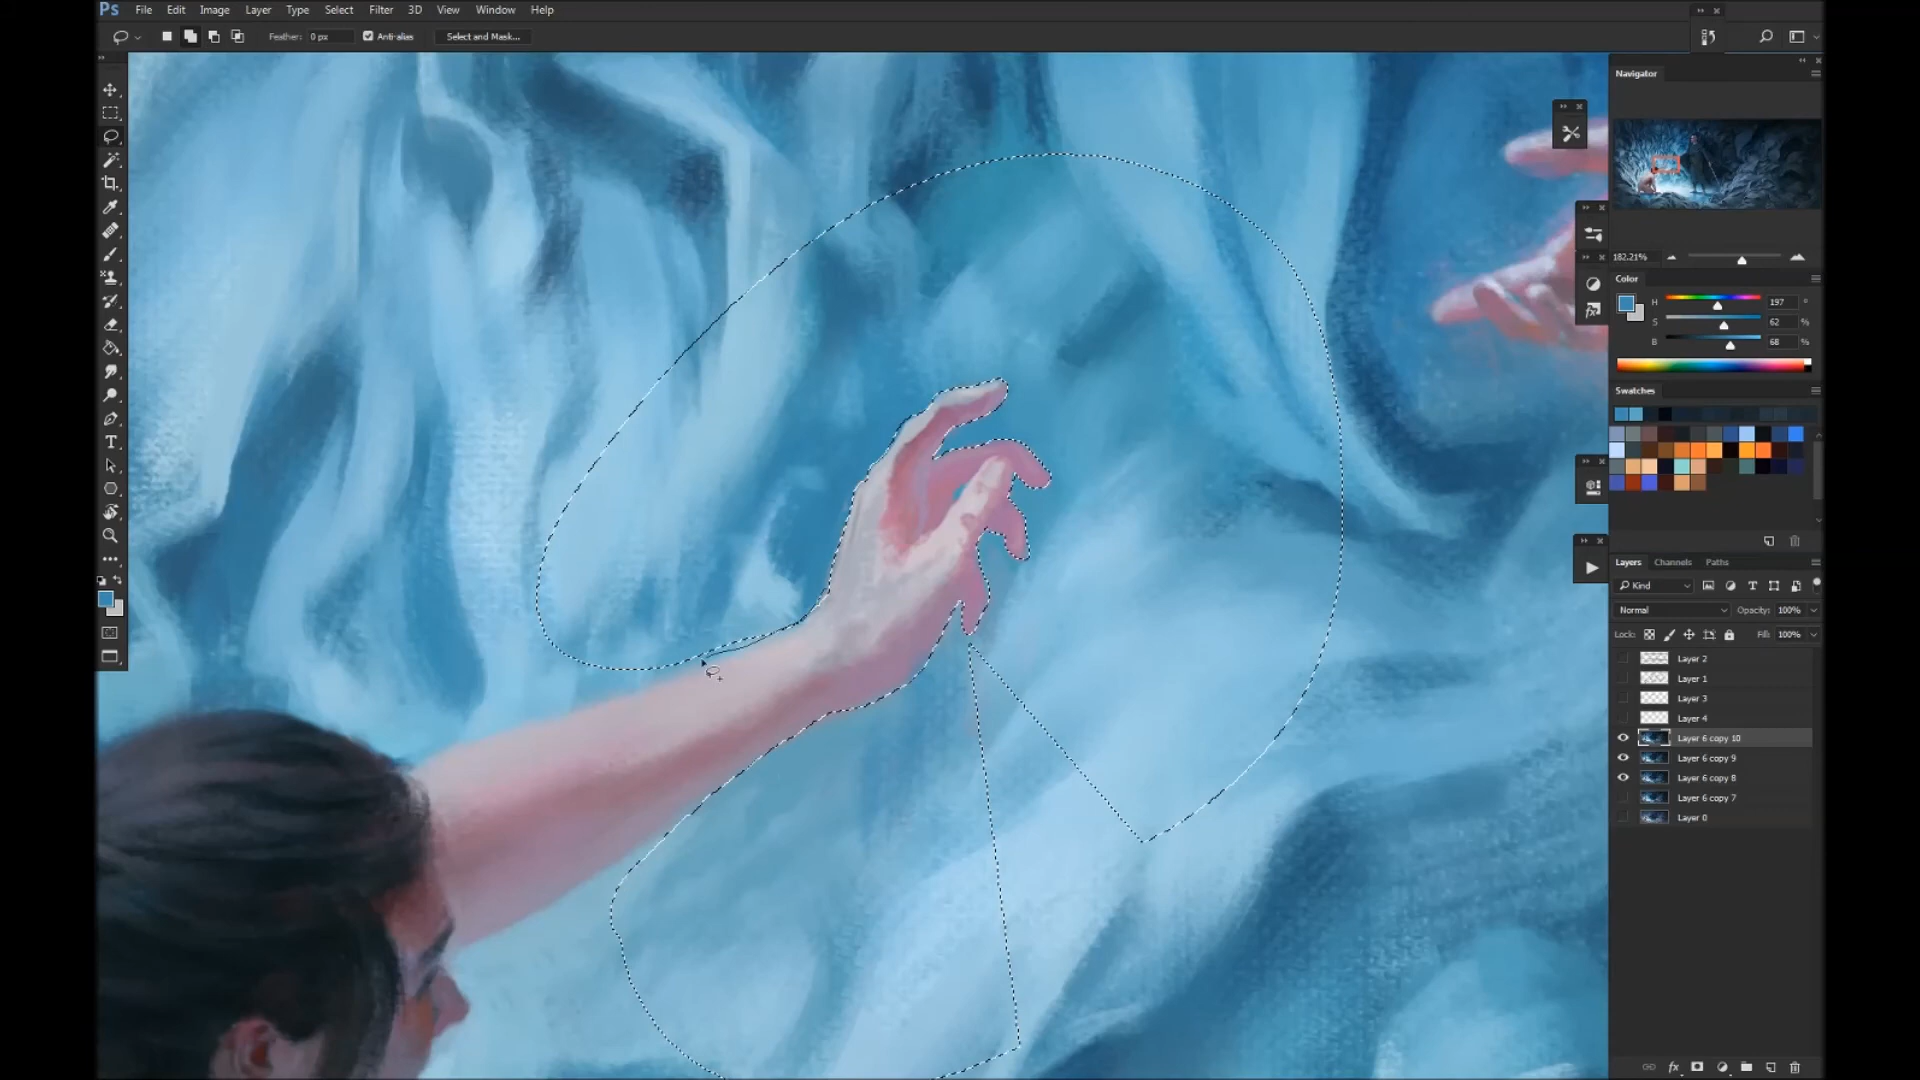 Ps File Edit Image Layer Type Select Filter 3D View Window Help
Feather: 0 px Anti-alias Select and Mask...
Navigator
182.21%
Color
H 197 °
S 62 %
B 68 %
Swatches
Layers Channels Paths
Kind
Normal Opacity: 100%
Lock: Fill: 100%
Layer 2
Layer 1
Layer 3
Layer 4
Layer 6 copy 10
Layer 6 copy 9
Layer 6 copy 8
Layer 6 copy 7
Layer 0